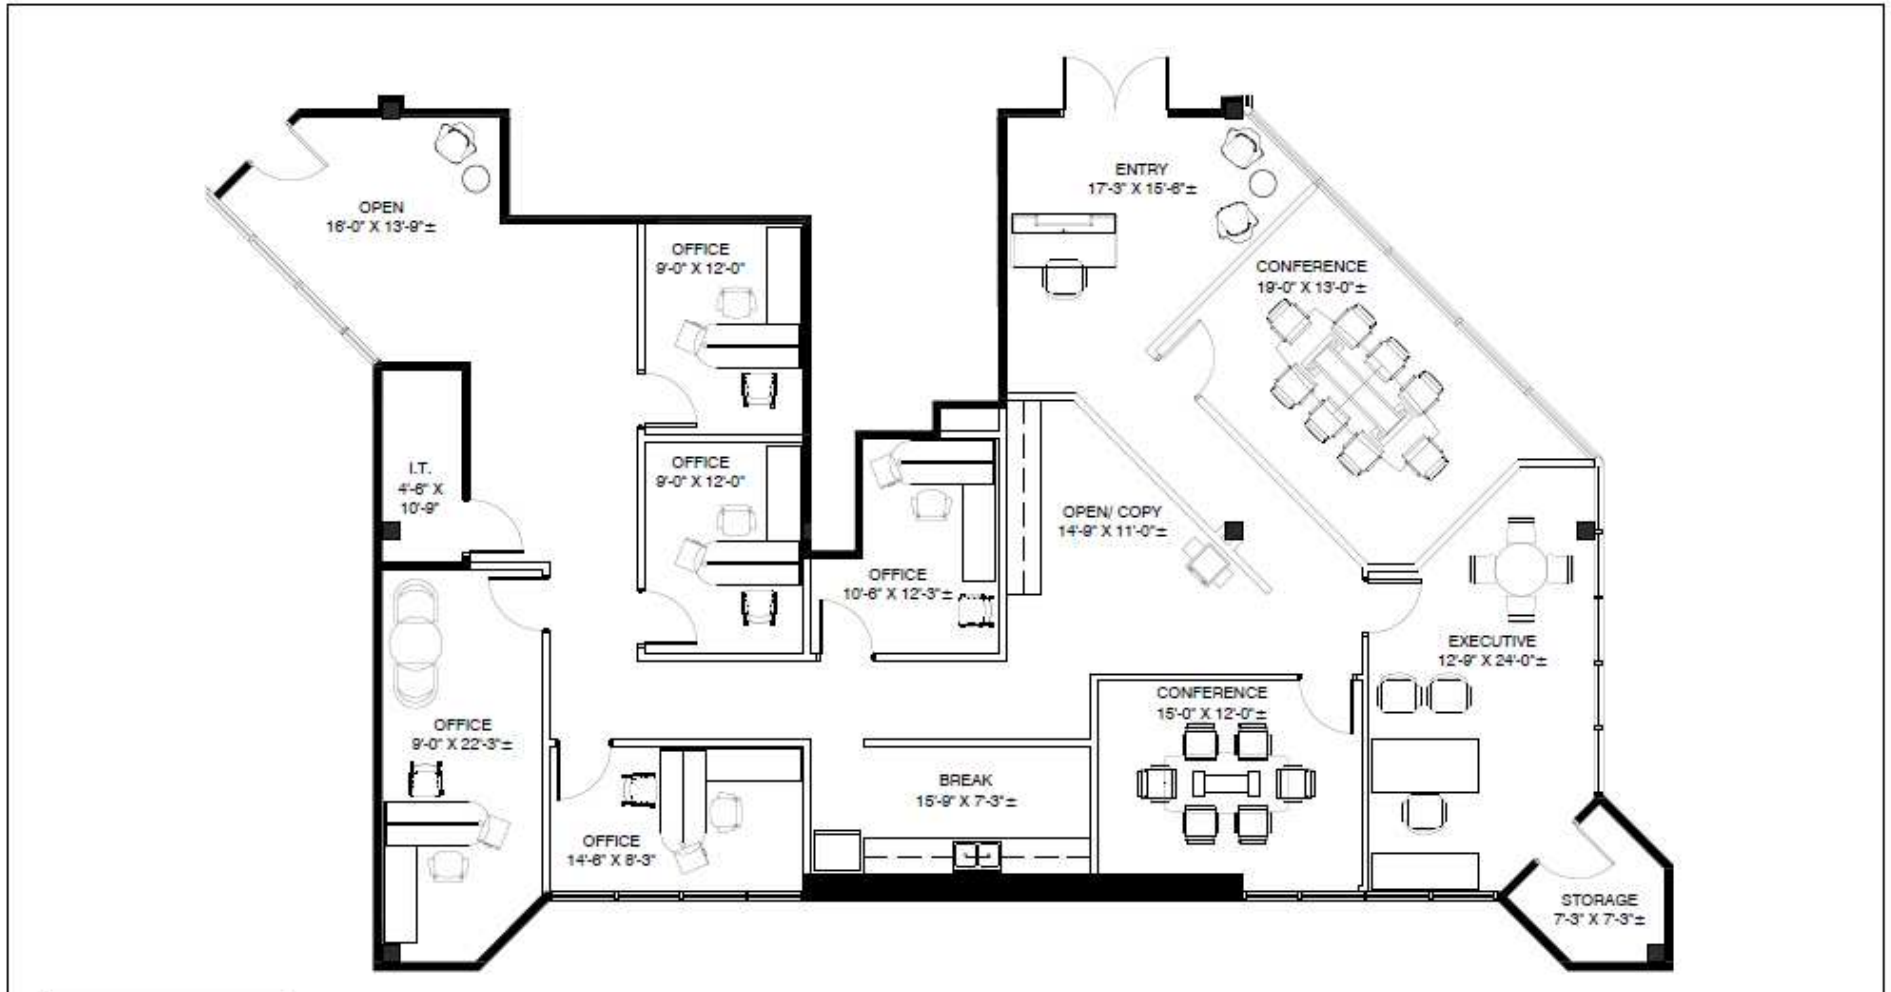 OPEN
16'-0" X 13'-9"±
ENTRY
17'-3" X 15'-6"±
OFFICE
9'-0" X 12'-0"
CONFERENCE
19'-0" X 13'-0"±
I.T.
4'-6" X
10'-9"
OFFICE
9'-0" X 12'-0"
OPEN/ COPY
14'-9" X 11'-0"±
OFFICE
10'-6" X 12'-3"±
EXECUTIVE
12'-9" X 24'-0"±
OFFICE
9'-0" X 22'-3"±
CONFERENCE
15'-0" X 12'-0"±
BREAK
15'-9" X 7'-3"±
OFFICE
14'-6" X 8'-3"
STORAGE
7'-3" X 7'-3"±